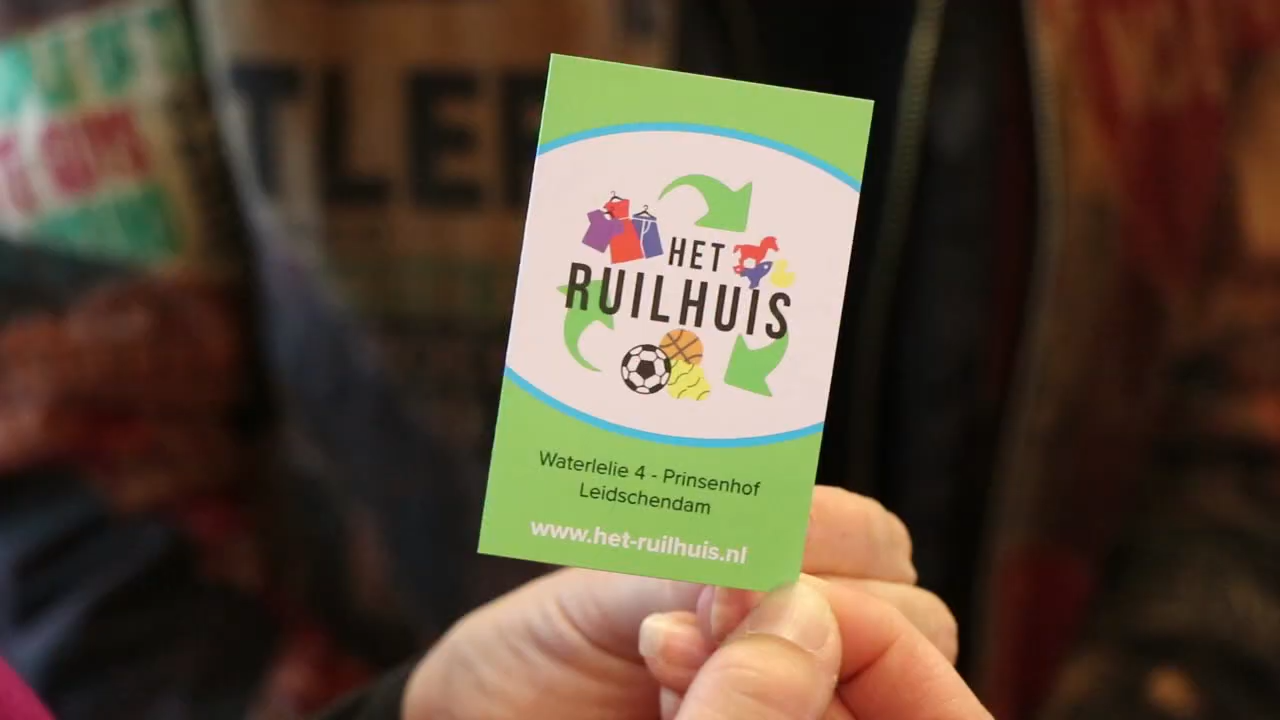 HET
RUILHUIS
Waterlelie 4 - Prinsenhof
Leidschendam
www.het-ruilhuis.nl